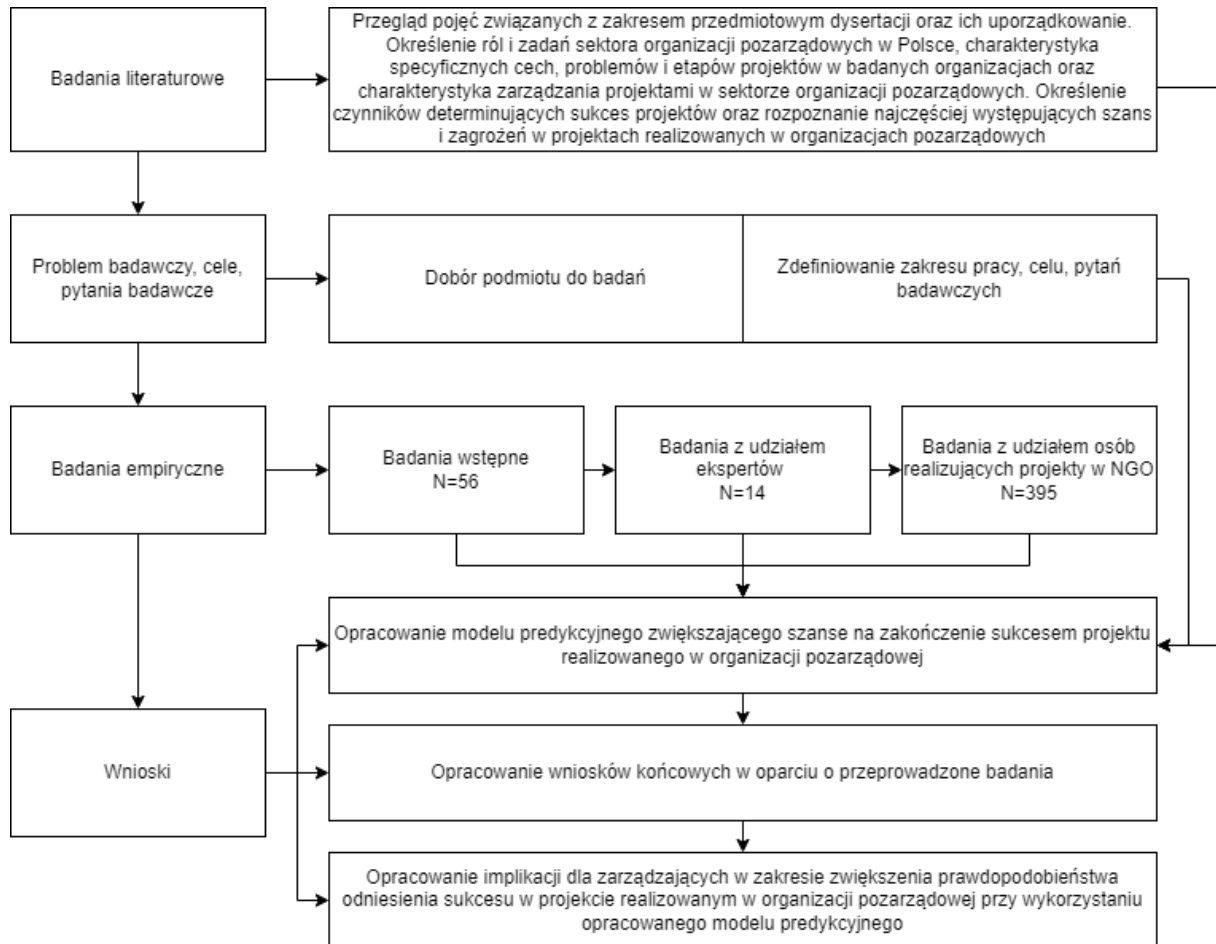 Badania literaturowe
Przegląd pojęć związanych z zakresem przedmiotowym dysertacji oraz ich uporządkowanie.
Określenie ról i zadań sektora organizacji pozarządowych w Polsce, charakterystyka
specyficznych cech, problemów i etapów projektów w badanych organizacjach oraz
charakterystyka zarządzania projektami w sektorze organizacji pozarządowych. Określenie
czynników determinujących sukces projektów oraz rozpoznanie najczęściej występujących szans
i zagrożeń w projektach realizowanych w organizacjach pozarządowych
Problem badawczy, cele,
pytania badawcze
Dobór podmiotu do badań
Zdefiniowanie zakresu pracy, celu, pytań
badawczych
Badania empiryczne
Badania wstępne
N=56
Badania z udziałem
ekspertów
N=14
Badania z udziałem osób
realizujących projekty w NGO
N=395
Opracowanie modelu predykcyjnego zwiększającego szanse na zakończenie sukcesem projektu
realizowanego w organizacji pozarządowej
Wnioski
Opracowanie wniosków końcowych w oparciu o przeprowadzone badania
Opracowanie implikacji dla zarządzających w zakresie zwiększenia prawdopodobieństwa
odniesienia sukcesu w projekcie realizowanym w organizacji pozarządowej przy wykorzystaniu
opracowanego modelu predykcyjnego